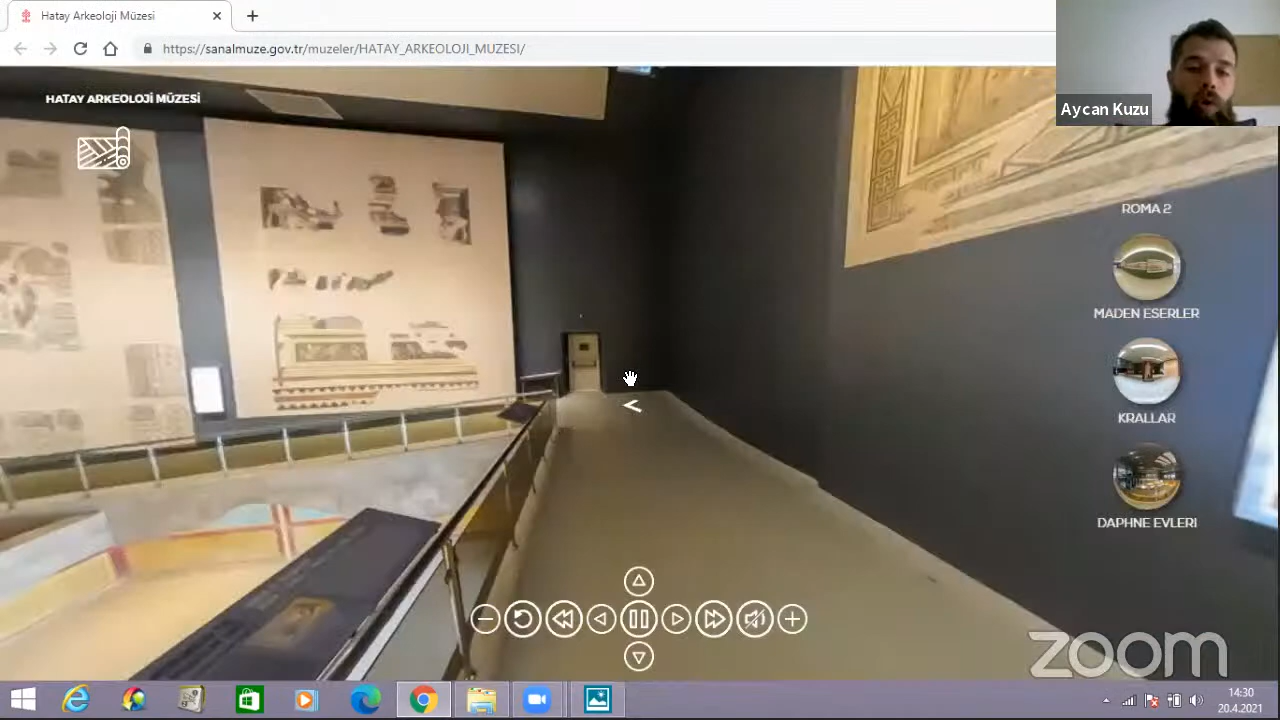 Hatay Arkeoloji Müzesi
https://sanalmuze.gov.tr/muzeler/HATAY_ARKEOLOJI_MUZESI/
Aycan Kuzu
HATAY ARKEOLOJİ MÜZESİ
ROMA 2
MADEN ESERLER
KRALLAR
DAPHNE EVLERI
zoom
14:30
20.4.2021